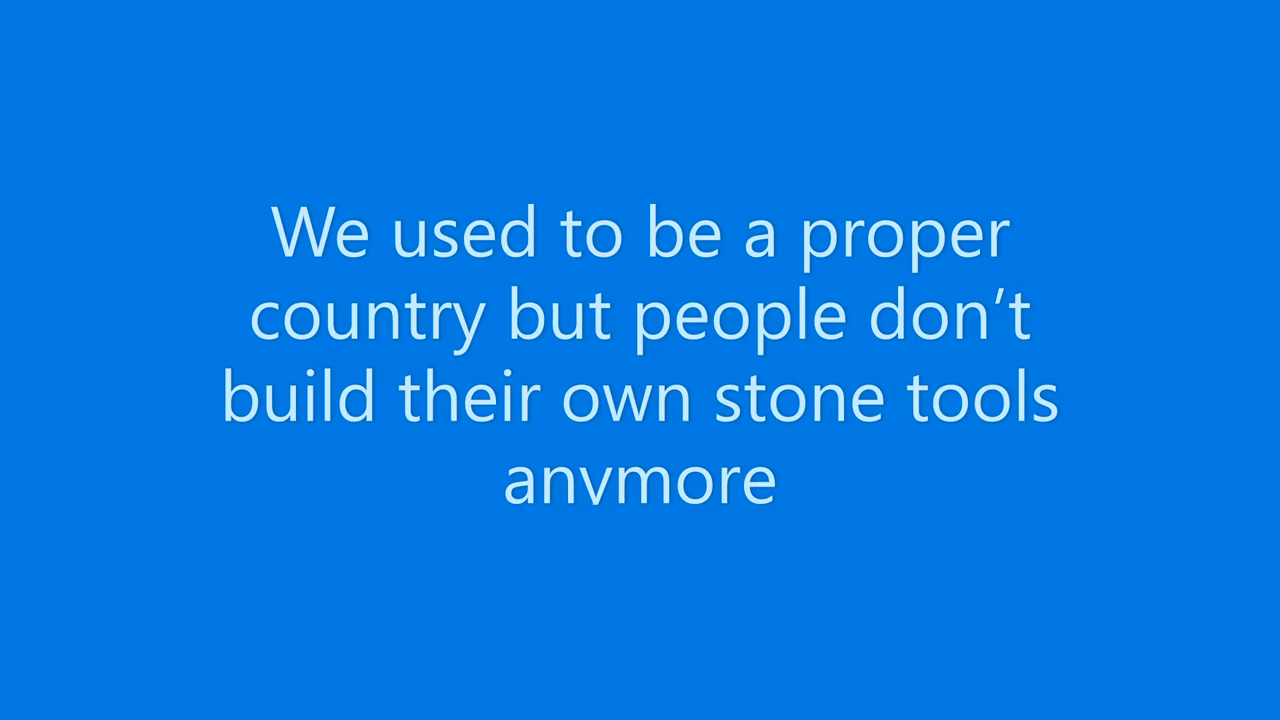 We used to be a proper
country but people don’t
build their own stone tools
anymore